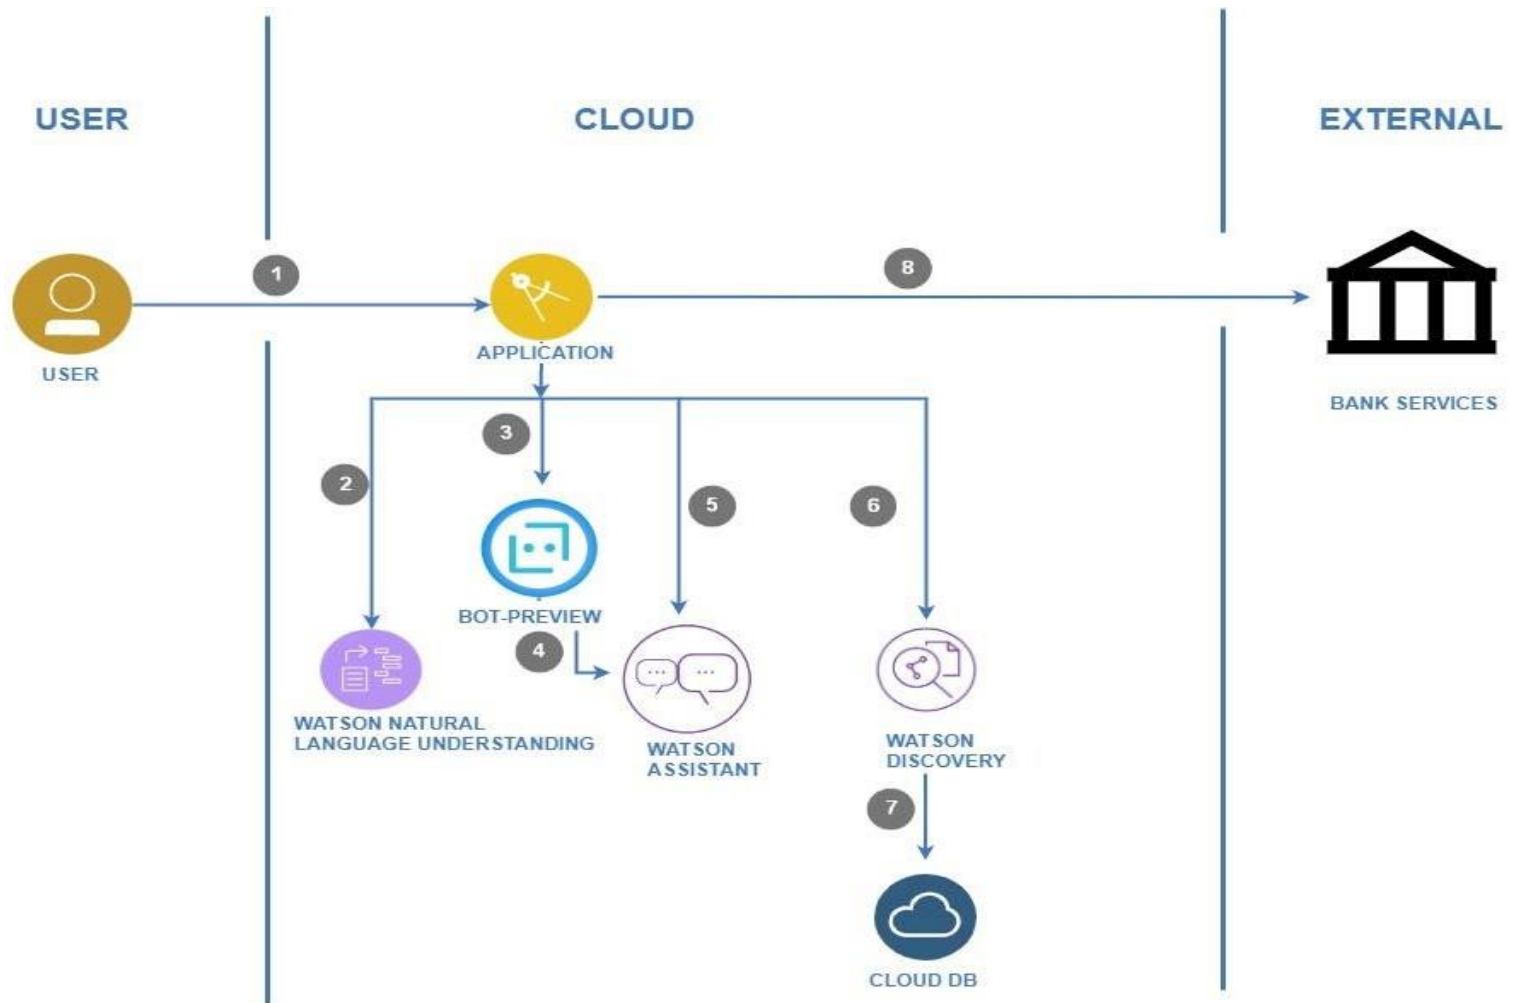 USER
CLOUD
EXTERNAL
1
8
USER
APPLICATION
BANK SERVICES
2
3
5
6
BOT-PREVIEW
4
WATSON NATURAL
LANGUAGE UNDERSTANDING
WATSON
ASSISTANT
WATSON
DISCOVERY
7
CLOUD DB